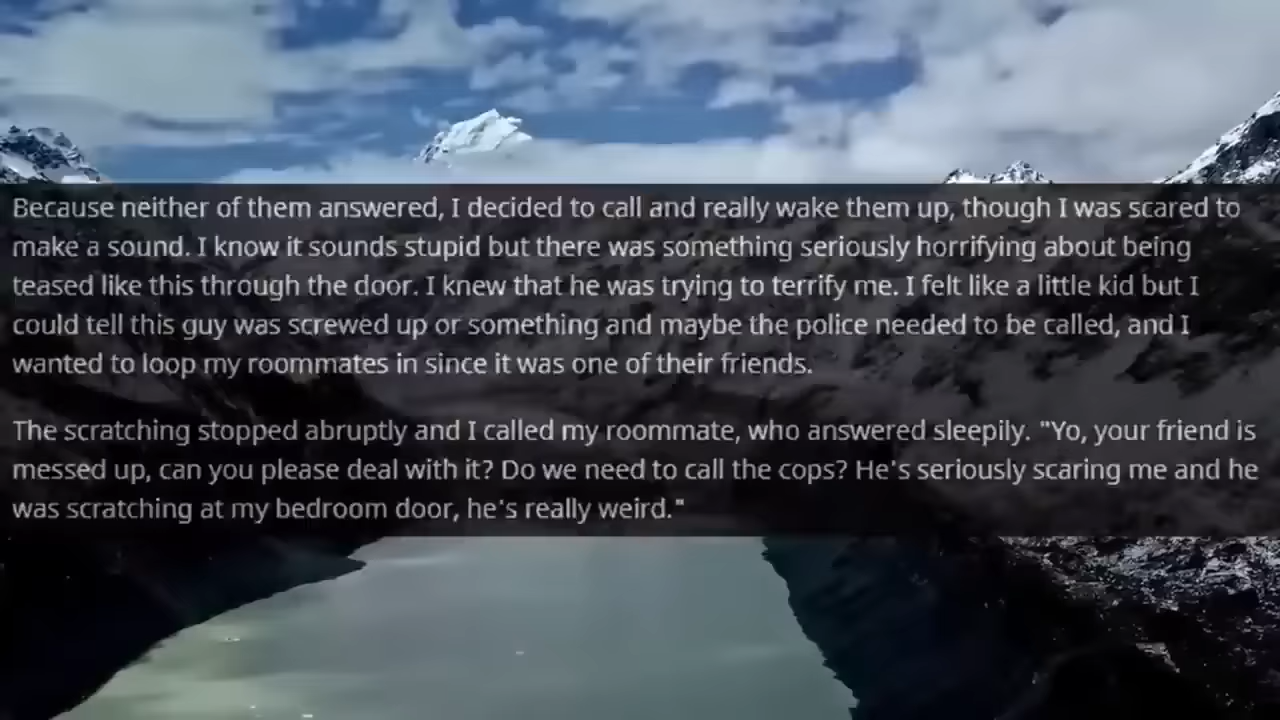 Because neither of them answered, I decided to call and really wake them up, though I was scared to
make a sound. I know it sounds stupid but there was something seriously horrifying about being
teased like this through the door. I knew that he was trying to terrify me. I felt like a little kid but I
could tell this guy was screwed up or something and maybe the police needed to be called, and I
wanted to loop my roommates in since it was one of their friends.
The scratching stopped abruptly and I called my roommate, who answered sleepily. "Yo, your friend is
messed up, can you please deal with it? Do we need to call the cops? He's seriously scaring me and he
was scratching at my bedroom door, he's really weird."